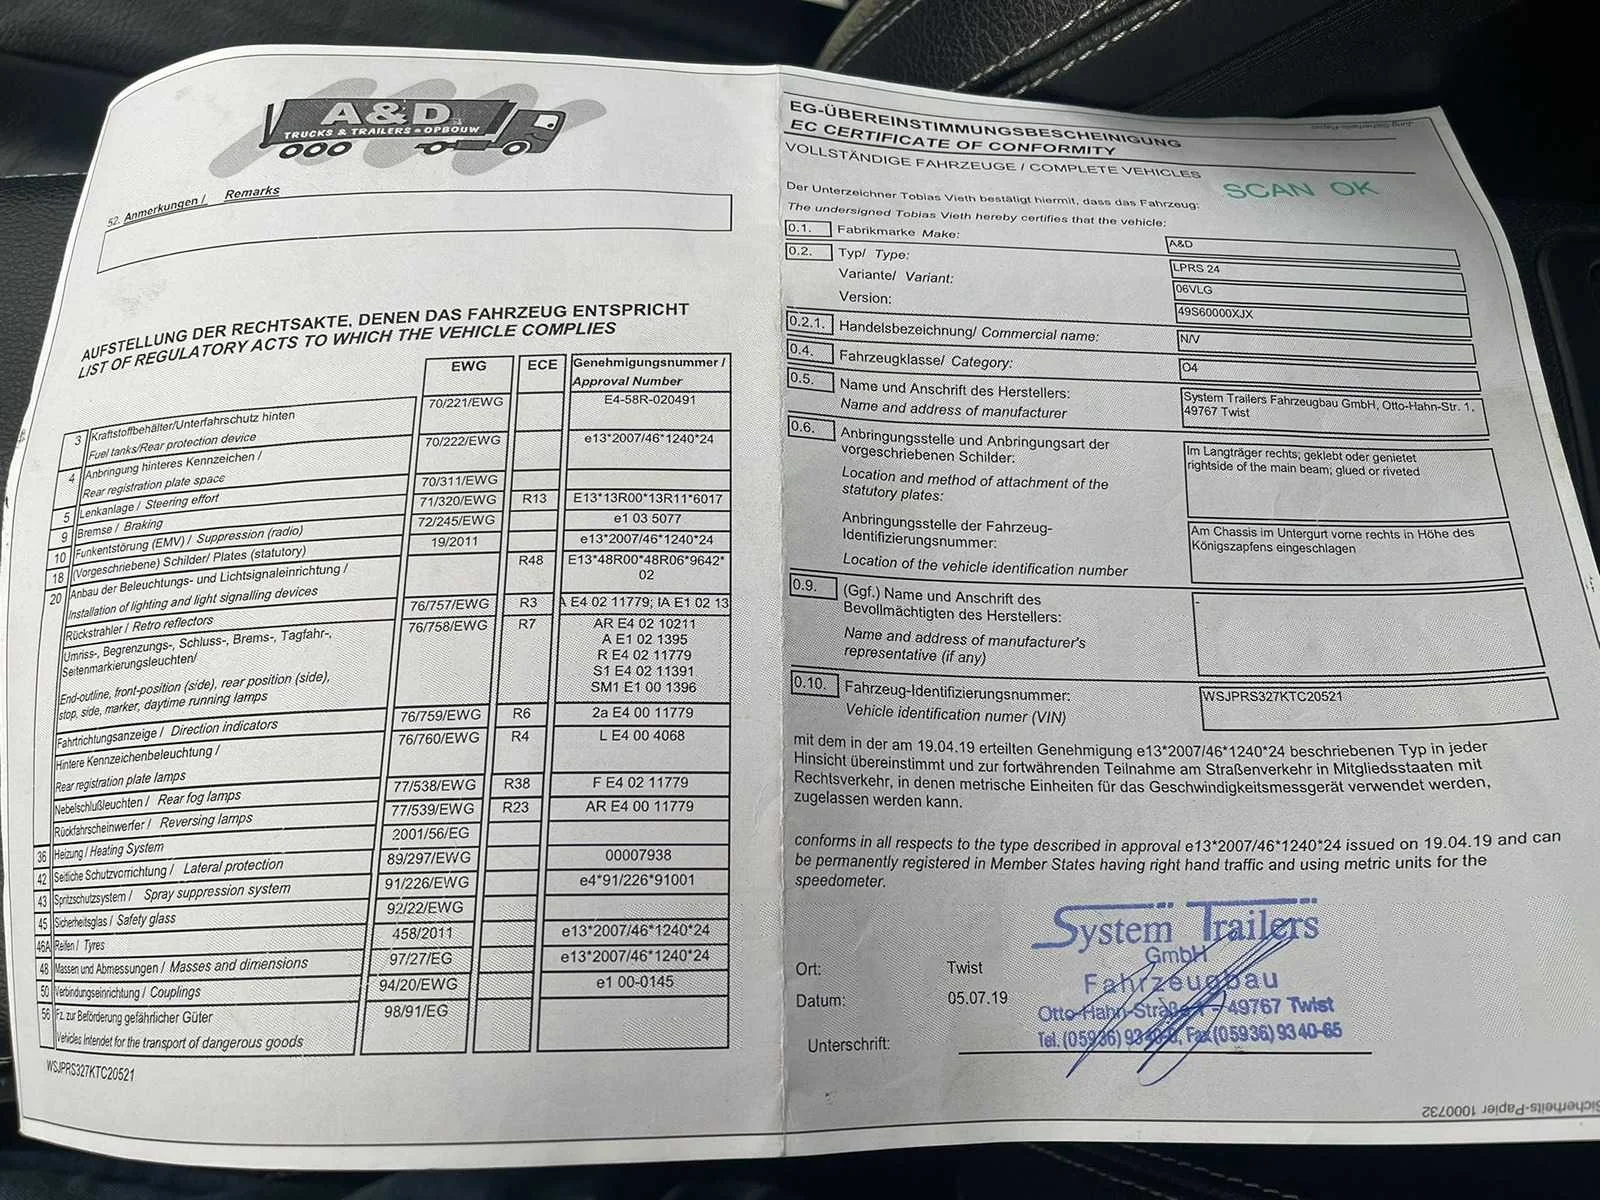 A&D
TRUCKS & TRAILERS • OPBOUW
52. Anmerkungen / Remarks
AUFSTELLUNG DER RECHTSAKTE, DENEN DAS FAHRZEUG ENTSPRICHT
LIST OF REGULATORY ACTS TO WHICH THE VEHICLE COMPLIES
EWG ECE Genehmigungsnummer / Approval Number
3 Kraftstoffbehälter/Unterfahrschutz hinten 70/221/EWG E4-58R-020491
Fuel tanks/Rear protection device
4 Anbringung hinteres Kennzeichen / 70/222/EWG e13*2007/46*1240*24
Rear registration plate space
5 Lenkanlage / Steering effort 70/311/EWG
9 Bremse / Braking 71/320/EWG R13 E13*13R00*13R11*6017
10 Funkentstörung (EMV) / Suppression (radio) 72/245/EWG e1 03 5077
18 (Vorgeschriebene) Schilder/ Plates (statutory) 19/2011 e13*2007/46*1240*24
20 Anbau der Beleuchtungs- und Lichtsignaleinrichtung / R48 E13*48R00*48R06*9642*
02
Installation of lighting and light signalling devices
Rückstrahler / Retro reflectors 76/757/EWG R3 A E4 02 11779; IA E1 02 13
Umriss-, Begrenzungs-, Schluss-, Brems-, Tagfahr-, 76/758/EWG R7 AR E4 02 10211
Seitenmarkierungsleuchten/ A E1 02 1395
R E4 02 11779
End-outline, front-position (side), rear position (side), S1 E4 02 11391
stop, side, marker, daytime running lamps SM1 E1 00 1396
Fahrtrichtungsanzeige / Direction indicators 76/759/EWG R6 2a E4 00 11779
Hintere Kennzeichenbeleuchtung / 76/760/EWG R4 L E4 00 4068
Rear registration plate lamps
Nebelschlußleuchten / Rear fog lamps 77/538/EWG R38 F E4 02 11779
Rückfahrscheinwerfer / Reversing lamps 77/539/EWG R23 AR E4 00 11779
36 Heizung / Heating System 2001/56/EG
42 Seitliche Schutzvorrichtung / Lateral protection 89/297/EWG 00007938
43 Spritzschutzsystem / Spray suppression system 91/226/EWG e4*91/226*91001
45 Sicherheitsglas / Safety glass 92/22/EWG
46A Reifen / Tyres 458/2011 e13*2007/46*1240*24
48 Massen und Abmessungen / Masses and dimensions 97/27/EG e13*2007/46*1240*24
50 Verbindungseinrichtung / Couplings 94/20/EWG e1 00-0145
56 Fz. zur Beförderung gefährlicher Güter 98/91/EG
Vehicles intendet for the transport of dangerous goods
WSJPRS327KTC20521
EG-ÜBEREINSTIMMUNGSBESCHEINIGUNG
EC CERTIFICATE OF CONFORMITY
VOLLSTÄNDIGE FAHRZEUGE / COMPLETE VEHICLES
SCAN OK
Der Unterzeichner Tobias Vieth bestätigt hiermit, dass das Fahrzeug:
The undersigned Tobias Vieth hereby certifies that the vehicle:
0.1. Fabrikmarke Make: A&D
0.2. Typ/ Type: LPRS 24
Variante/ Variant: 06VLG
Version: 49S60000XJX
0.2.1. Handelsbezeichnung/ Commercial name: N/V
0.4. Fahrzeugklasse/ Category: O4
0.5. Name und Anschrift des Herstellers: System Trailers Fahrzeugbau GmbH, Otto-Hahn-Str. 1,
Name and address of manufacturer 49767 Twist
0.6. Anbringungsstelle und Anbringungsart der Im Langträger rechts; geklebt oder genietet
vorgeschriebenen Schilder: rightside of the main beam; glued or riveted
Location and method of attachment of the
statutory plates:
Anbringungsstelle der Fahrzeug- Am Chassis im Untergurt vorne rechts in Höhe des
Identifizierungsnummer: Königszapfens eingeschlagen
Location of the vehicle identification number
0.9. (Ggf.) Name und Anschrift des -
Bevollmächtigten des Herstellers:
Name and address of manufacturer's
representative (if any)
0.10. Fahrzeug-Identifizierungsnummer: WSJPRS327KTC20521
Vehicle identification numer (VIN)
mit dem in der am 19.04.19 erteilten Genehmigung e13*2007/46*1240*24 beschriebenen Typ in jeder
Hinsicht übereinstimmt und zur fortwährenden Teilnahme am Straßenverkehr in Mitgliedsstaaten mit
Rechtsverkehr, in denen metrische Einheiten für das Geschwindigkeitsmessgerät verwendet werden,
zugelassen werden kann.
conforms in all respects to the type described in approval e13*2007/46*1240*24 issued on 19.04.19 and can
be permanently registered in Member States having right hand traffic and using metric units for the
speedometer.
System Trailers
GmbH
Fahrzeugbau
Otto-Hahn-Straße 1 - 49767 Twist
Tel. (05936) 9340-0, Fax (05936) 9340-65
Ort: Twist
Datum: 05.07.19
Unterschrift:
Sicherheits-Papier 1000732